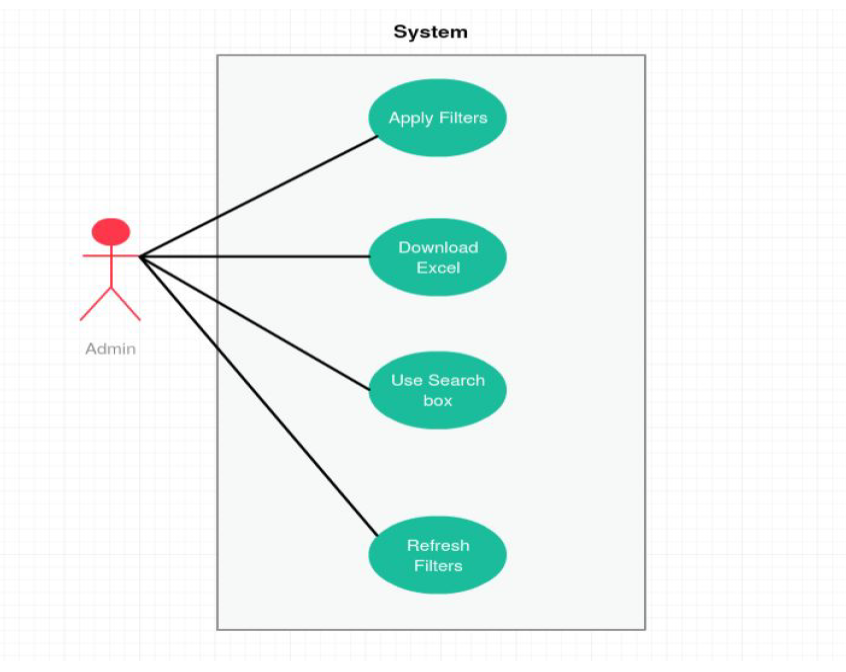 System
Apply Filters
Download
Excel
Admin
Use Search
box
Refresh
Filters